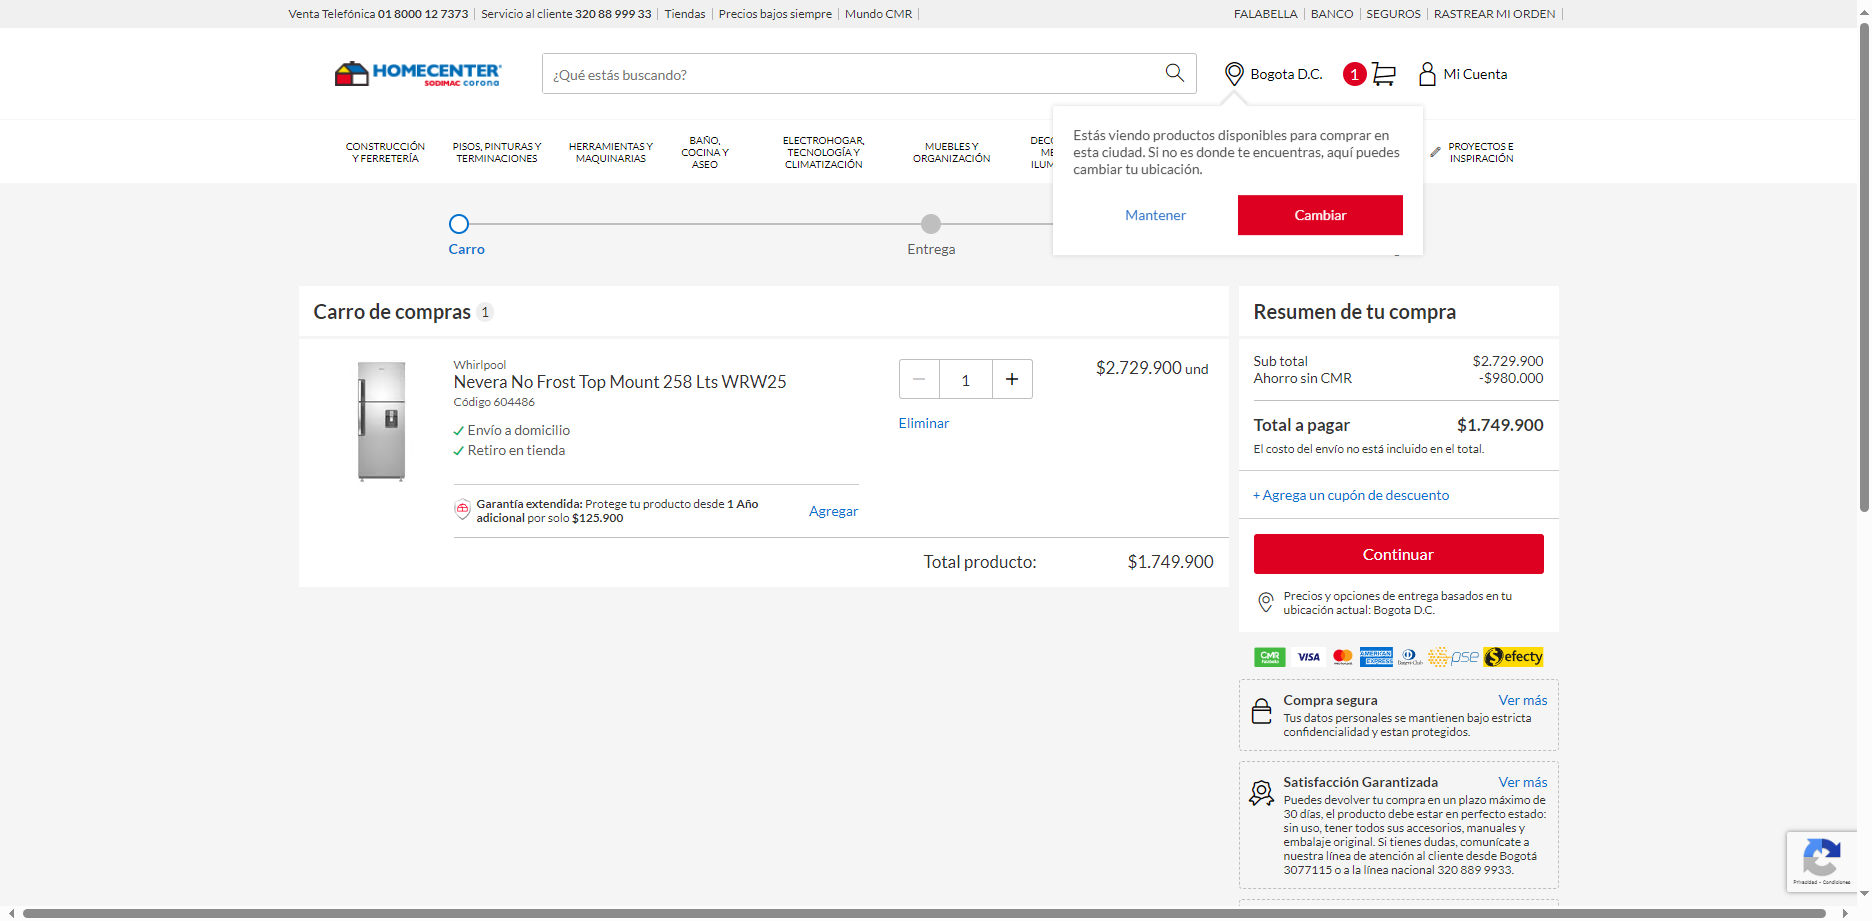 Venta Telefónica 01 8000 12 7373 | Servicio al cliente 320 88 999 33 | Tiendas | Precios bajos siempre | Mundo CMR |
FALABELLA | BANCO | SEGUROS | RASTREAR MI ORDEN |
HOMECENTER
SODIMAC corona
¿Qué estás buscando?
Bogota D.C.
1
Mi Cuenta
CONSTRUCCIÓN
Y FERRETERÍA
PISOS, PINTURAS Y
TERMINACIONES
HERRAMIENTAS Y
MAQUINARIAS
BAÑO,
COCINA Y
ASEO
ELECTROHOGAR,
TECNOLOGÍA Y
CLIMATIZACIÓN
MUEBLES Y
ORGANIZACIÓN
PROYECTOS E
INSPIRACIÓN
Estás viendo productos disponibles para comprar en
esta ciudad. Si no es donde te encuentras, aquí puedes
cambiar tu ubicación.
Mantener
Cambiar
Carro
Entrega
Carro de compras 1
Whirlpool
Nevera No Frost Top Mount 258 Lts WRW25
Código 604486
Envío a domicilio
Retiro en tienda
1
Eliminar
$2.729.900 und
Garantía extendida: Protege tu producto desde 1 Año
adicional por solo $125.900
Agregar
Total producto: $1.749.900
Resumen de tu compra
Sub total $2.729.900
Ahorro sin CMR -$980.000
Total a pagar $1.749.900
El costo del envío no está incluido en el total.
+ Agrega un cupón de descuento
Continuar
Precios y opciones de entrega basados en tu
ubicación actual: Bogota D.C.
CMR VISA AMERICAN EXPRESS pse efecty
Compra segura Ver más
Tus datos personales se mantienen bajo estricta
confidencialidad y estan protegidos.
Satisfacción Garantizada Ver más
Puedes devolver tu compra en un plazo máximo de
30 días, el producto debe estar en perfecto estado:
sin uso, tener todos sus accesorios, manuales y
embalaje original. Si tienes dudas, comunícate a
nuestra línea de atención al cliente desde Bogotá
3077115 o a la línea nacional 320 889 9933.
Privacidad - Condiciones